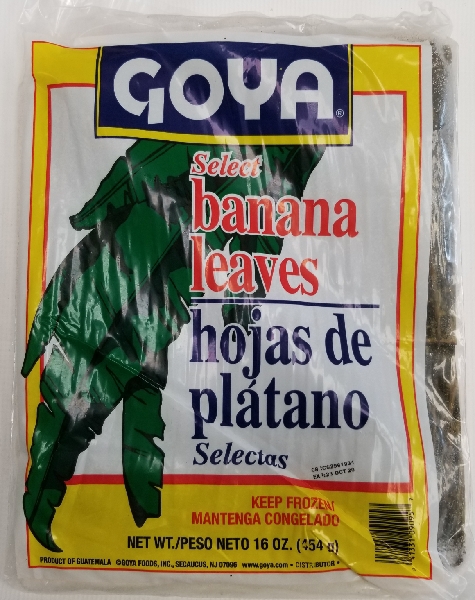 GOYA®
Select
banana
leaves
hojas de
plátano
Selectas
KEEP FROZEN/
MANTENGA CONGELADO
NET WT./PESO NETO 16 OZ. (454 g)
PRODUCT OF GUATEMALA ©GOYA FOODS, INC., SECAUCUS, NJ 07096 www.goya.com - DISTRIBUTOR -